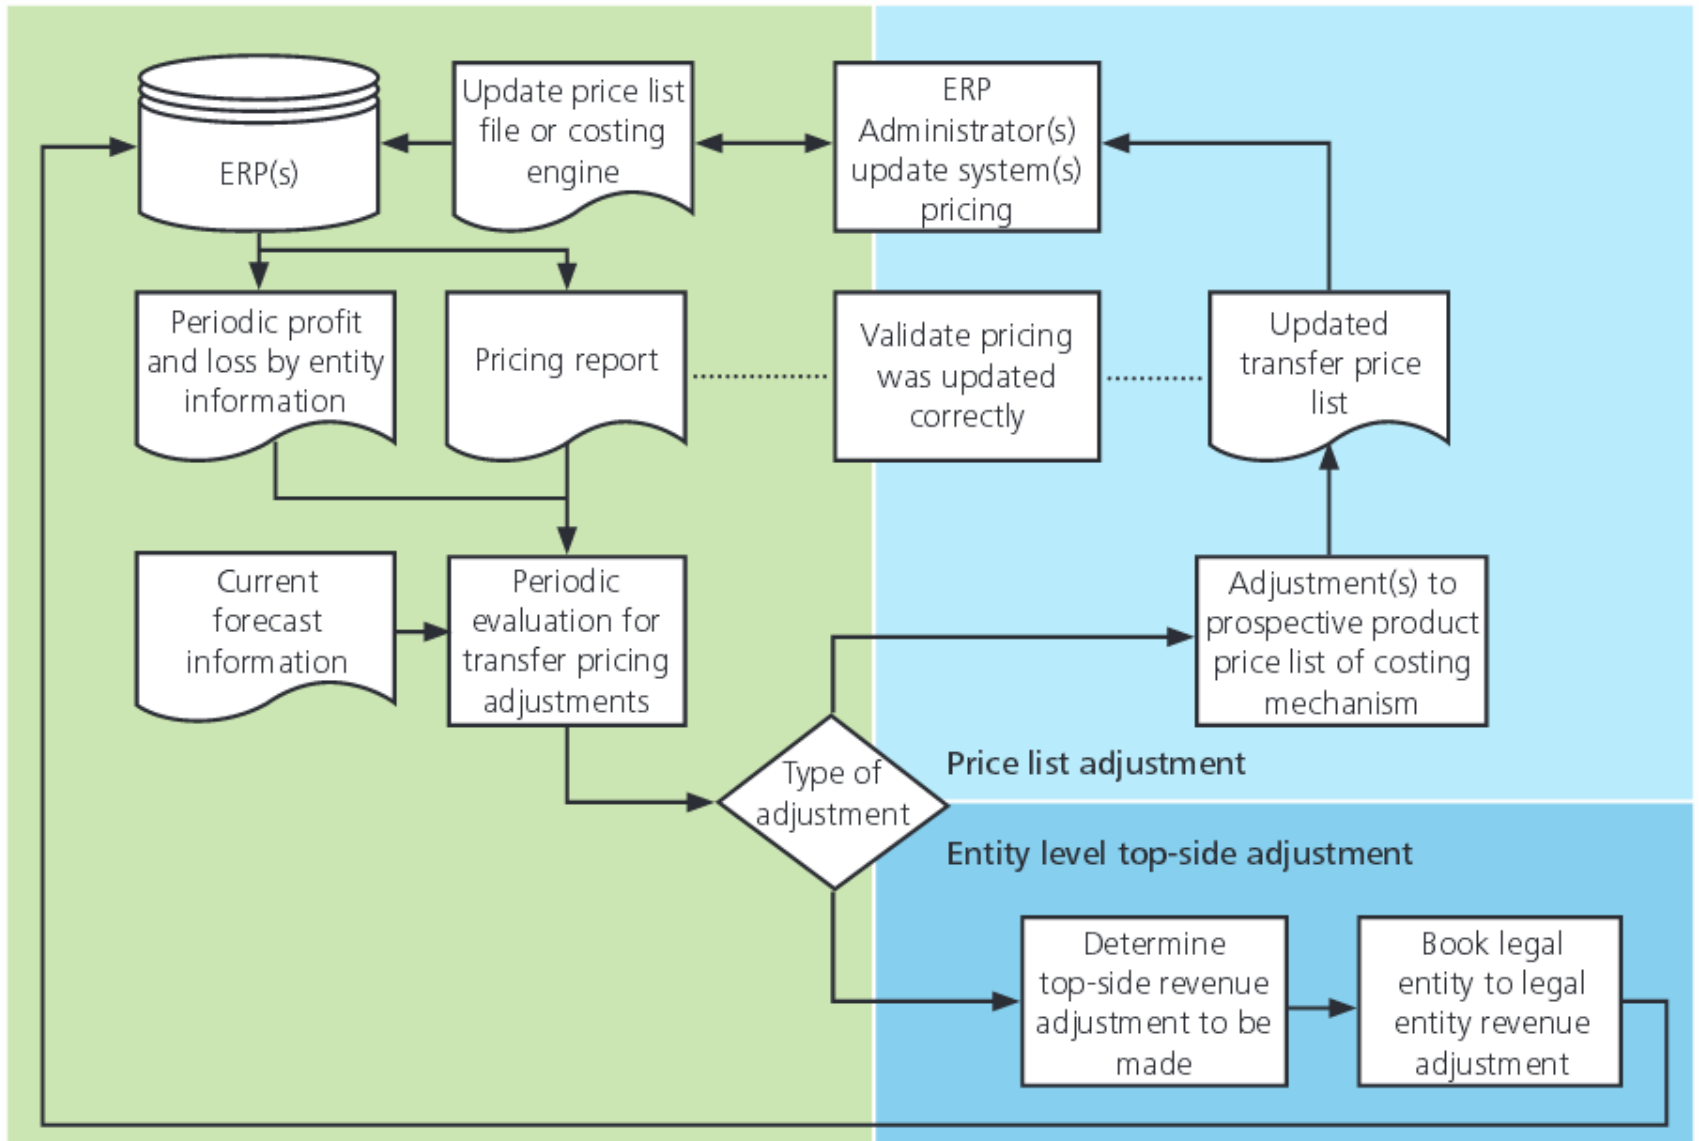 ERP(s)
Update price list
file or costing
engine
ERP
Administrator(s)
update system(s)
pricing
Periodic profit
and loss by entity
information
Pricing report
Validate pricing
was updated
correctly
Updated
transfer price
list
Current
forecast
information
Periodic
evaluation for
transfer pricing
adjustments
Adjustment(s) to
prospective product
price list of costing
mechanism
Type of
adjustment
Price list adjustment
Entity level top-side adjustment
Determine
top-side revenue
adjustment to be
made
Book legal
entity to legal
entity revenue
adjustment